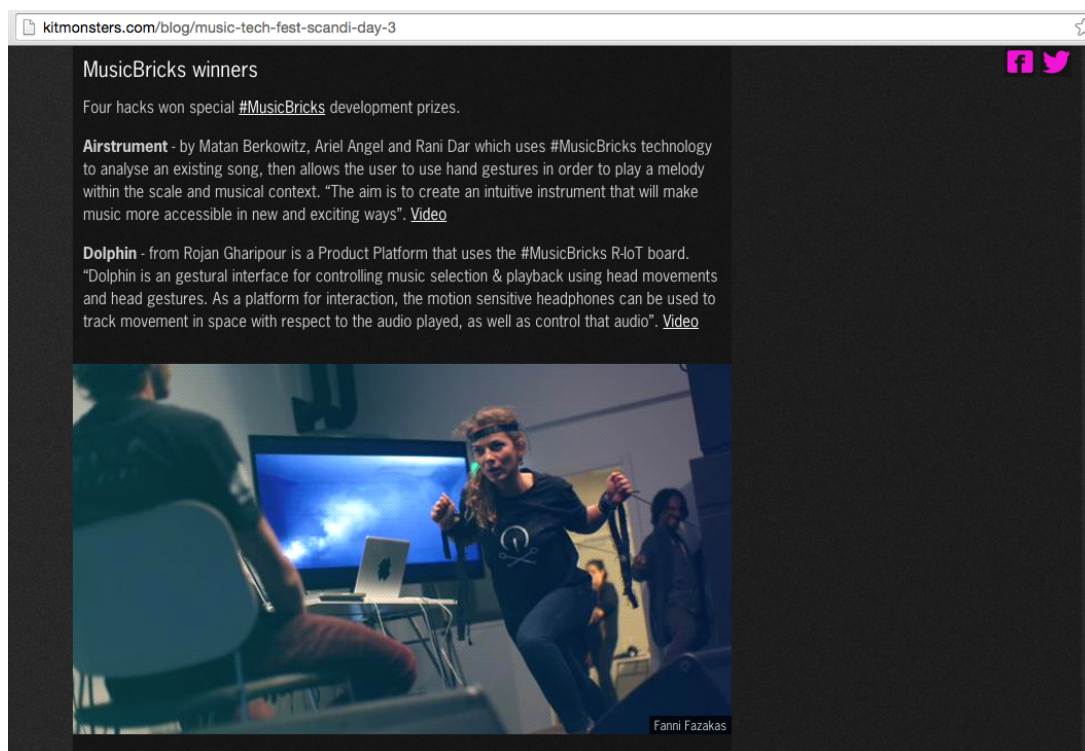 kitmonsters.com/blog/music-tech-fest-scandi-day-3
MusicBricks winners
Four hacks won special #MusicBricks development prizes.
Airstrument - by Matan Berkowitz, Ariel Angel and Rani Dar which uses #MusicBricks technology
to analyse an existing song, then allows the user to use hand gestures in order to play a melody
within the scale and musical context. “The aim is to create an intuitive instrument that will make
music more accessible in new and exciting ways”. Video
Dolphin - from Rojan Gharipour is a Product Platform that uses the #MusicBricks R-IoT board.
“Dolphin is an gestural interface for controlling music selection & playback using head movements
and head gestures. As a platform for interaction, the motion sensitive headphones can be used to
track movement in space with respect to the audio played, as well as control that audio”. Video
Fanni Fazakas